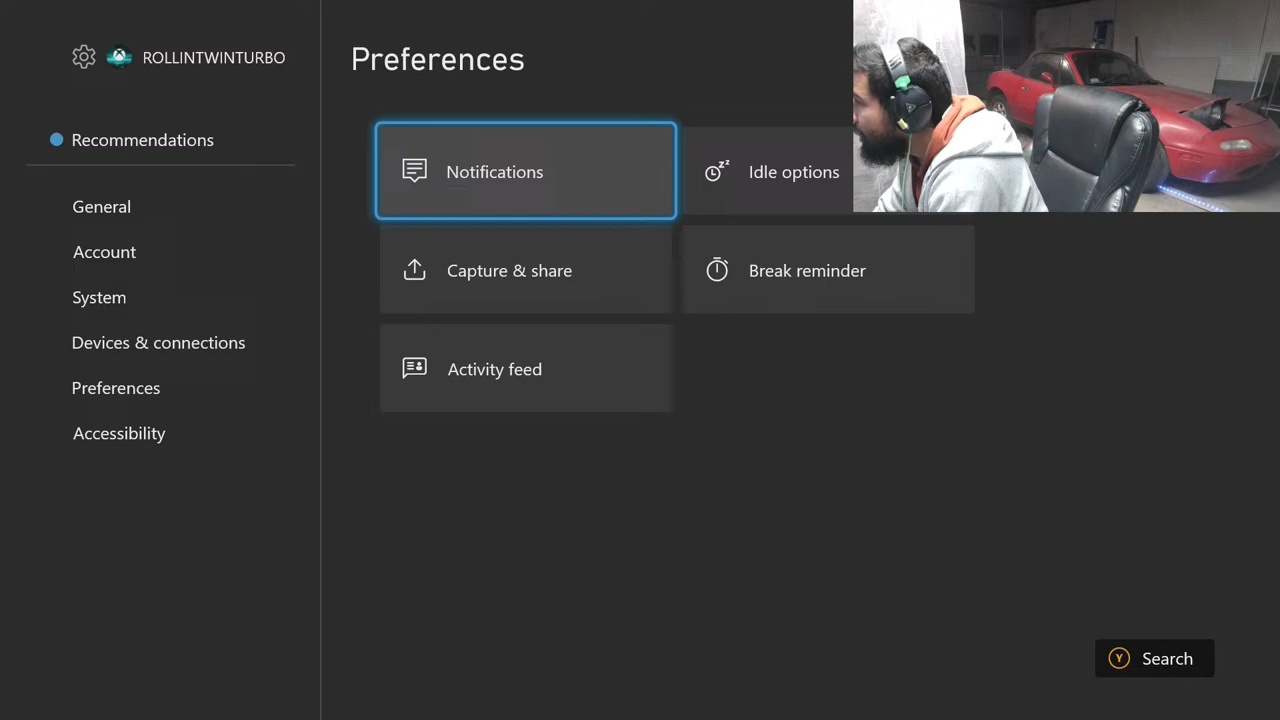 ROLLINTWINTURBO
Recommendations
General
Account
System
Devices & connections
Preferences
Accessibility
Preferences
Notifications
Idle options
Capture & share
Break reminder
Activity feed
Y Search